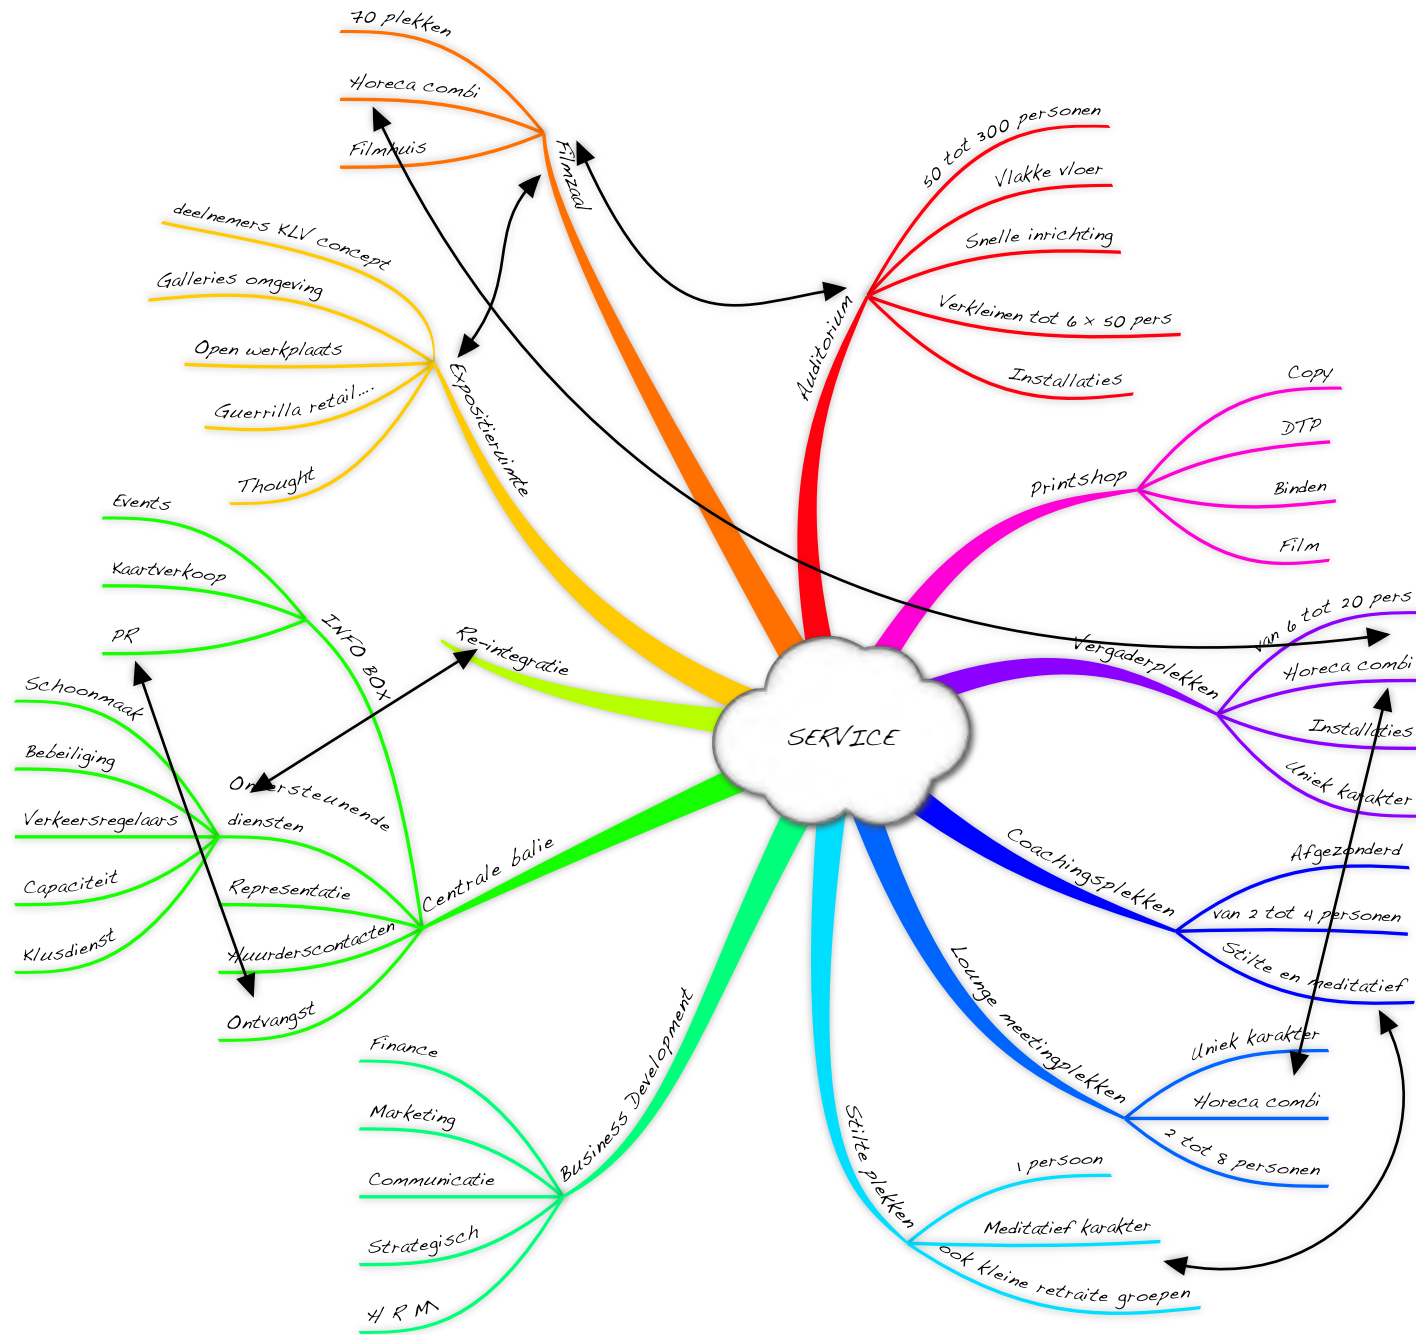 SERVICE
Filmzaal
70 plekken
Horeca combi
Filmhuis
Auditorium
50 tot 300 personen
Vlakke vloer
Snelle inrichting
Verkleinen tot 6 x 50 pers
Installaties
Printshop
Copy
DTP
Binden
Film
Vergaderplekken
van 6 tot 20 pers
Horeca combi
Installaties
Uniek karakter
Coachingsplekken
Afgezonderd
van 2 tot 4 personen
Stilte en meditatief
Lounge meetingplekken
Uniek karakter
Horeca combi
2 tot 8 personen
Stilte plekken
1 persoon
Meditatief karakter
ook kleine retraite groepen
Business Development
Finance
Marketing
Communicatie
Strategisch
H R M
Centrale balie
INFO BOX
Events
Kaartverkoop
PR
Ondersteunende
diensten
Schoonmaak
Bebeiliging
Verkeersregelaars
Capaciteit
Klusdienst
Representatie
Huurderscontacten
Ontvangst
Re-integratie
Expositieruimte
deelnemers KLV concept
Galleries omgeving
Open werkplaats
Guerrilla retail....
Thought